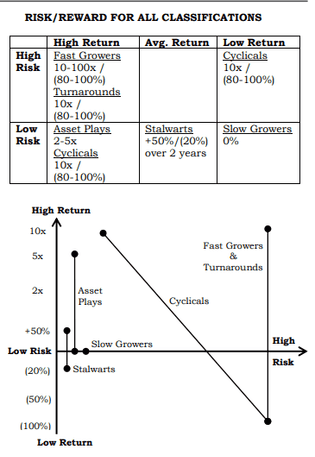 RISK/REWARD FOR ALL CLASSIFICATIONS
High Return Avg. Return Low Return
High Risk
Fast Growers
10-100x /
(80-100%)
Turnarounds
10x /
(80-100%)
Cyclicals
10x /
(80-100%)
Low Risk
Asset Plays
2-5x
Cyclicals
10x /
(80-100%)
Stalwarts
+50%/(20%)
over 2 years
Slow Growers
0%
High Return
10x
5x
2x
+50%
Low Risk
(20%)
(50%)
(100%)
Low Return
Asset
Plays
Slow Growers
Stalwarts
Cyclicals
Fast Growers
&
Turnarounds
High
Risk